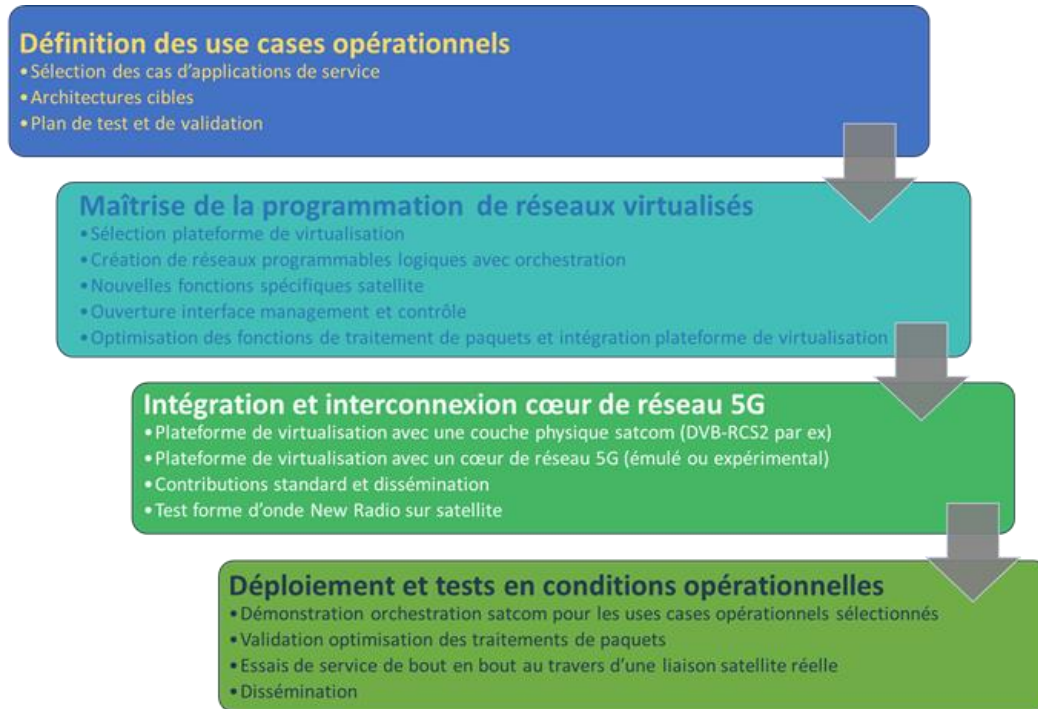 Définition des use cases opérationnels
•Sélection des cas d'applications de service
•Architectures cibles
•Plan de test et de validation
Maîtrise de la programmation de réseaux virtualisés
•Sélection plateforme de virtualisation
•Création de réseaux programmables logiques avec orchestration
•Nouvelles fonctions spécifiques satellite
•Ouverture interface management et contrôle
•Optimisation des fonctions de traitement de paquets et intégration plateforme de virtualisation
Intégration et interconnexion cœur de réseau 5G
•Plateforme de virtualisation avec une couche physique satcom (DVB-RCS2 par ex)
•Plateforme de virtualisation avec un cœur de réseau 5G (émulé ou expérimental)
•Contributions standard et dissémination
•Test forme d'onde New Radio sur satellite
Déploiement et tests en conditions opérationnelles
•Démonstration orchestration satcom pour les uses cases opérationnels sélectionnés
•Validation optimisation des traitements de paquets
•Essais de service de bout en bout au travers d'une liaison satellite réelle
•Dissémination